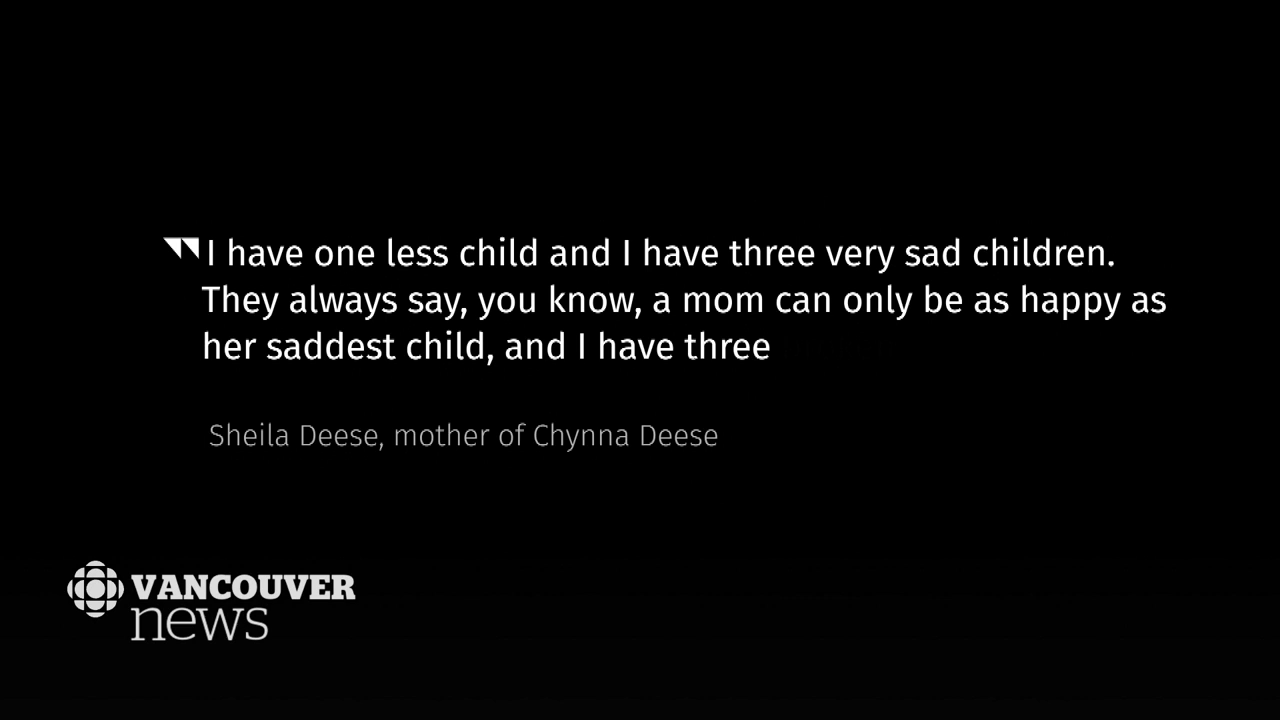 I have one less child and I have three very sad children.
They always say, you know, a mom can only be as happy as
her saddest child, and I have three
Sheila Deese, mother of Chynna Deese
VANCOUVER
news